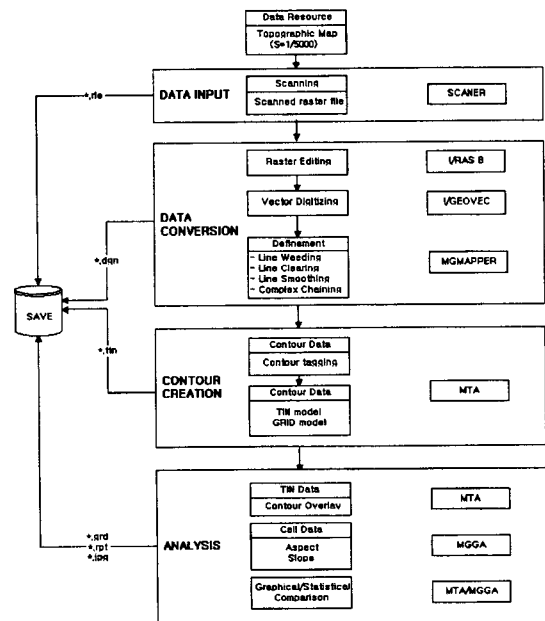 Data Resource
Topographic Map
(S=1/5000)
DATA INPUT
Scanning
Scanned raster file
SCANER
*.rle
DATA
CONVERSION
Raster Editing
I/RAS B
Vector Digitizing
I/GEOVEC
Definement
- Line Weeding
- Line Clearing
- Line Smoothing
- Complex Chaining
MGMAPPER
*.dgn
SAVE
*.tin
CONTOUR
CREATION
Contour Data
Contour tagging
Contour Data
TIN model
GRID model
MTA
ANALYSIS
TIN Data
Contour Overlay
MTA
Cell Data
Aspect
Slope
MGGA
Graphical/Statistical
Comparison
MTA/MGGA
*.grd
*.rpt
*.jpg